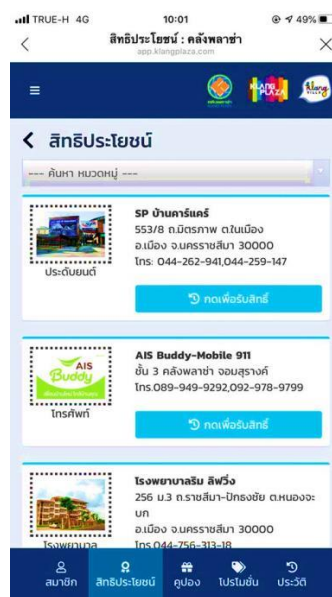 TRUE-H 4G 10:01 49%
สิทธิประโยชน์ : คลังพลาซ่า
app.klangplaza.com
KLANG
PLAZA
Klang
VILLE
สิทธิประโยชน์
--- ค้นหา หมวดหมู่ ---
SP บ้านคาร์แคร์
553/8 ถ.มิตรภาพ ต.ในเมือง
อ.เมือง จ.นครราชสีมา 30000
โทร: 044-262-941,044-259-147
ประดับยนต์
กดเพื่อรับสิทธิ์
AIS Buddy-Mobile 911
ชั้น 3 คลังพลาซ่า จอมสุรางค์
โทร.089-949-9292,092-978-9799
AIS
Buddy
โทรศัพท์
กดเพื่อรับสิทธิ์
โรงพยาบาลริม ลีฟวิ่ง
256 ม.3 ถ.ราชสีมา-ปักธงชัย ต.หนองจะ
บก
อ.เมือง จ.นครราชสีมา 30000
โทร.044-756-313-18
โรงพยาบาล
สมาชิก สิทธิประโยชน์ คูปอง โปรโมชั่น ประวัติ